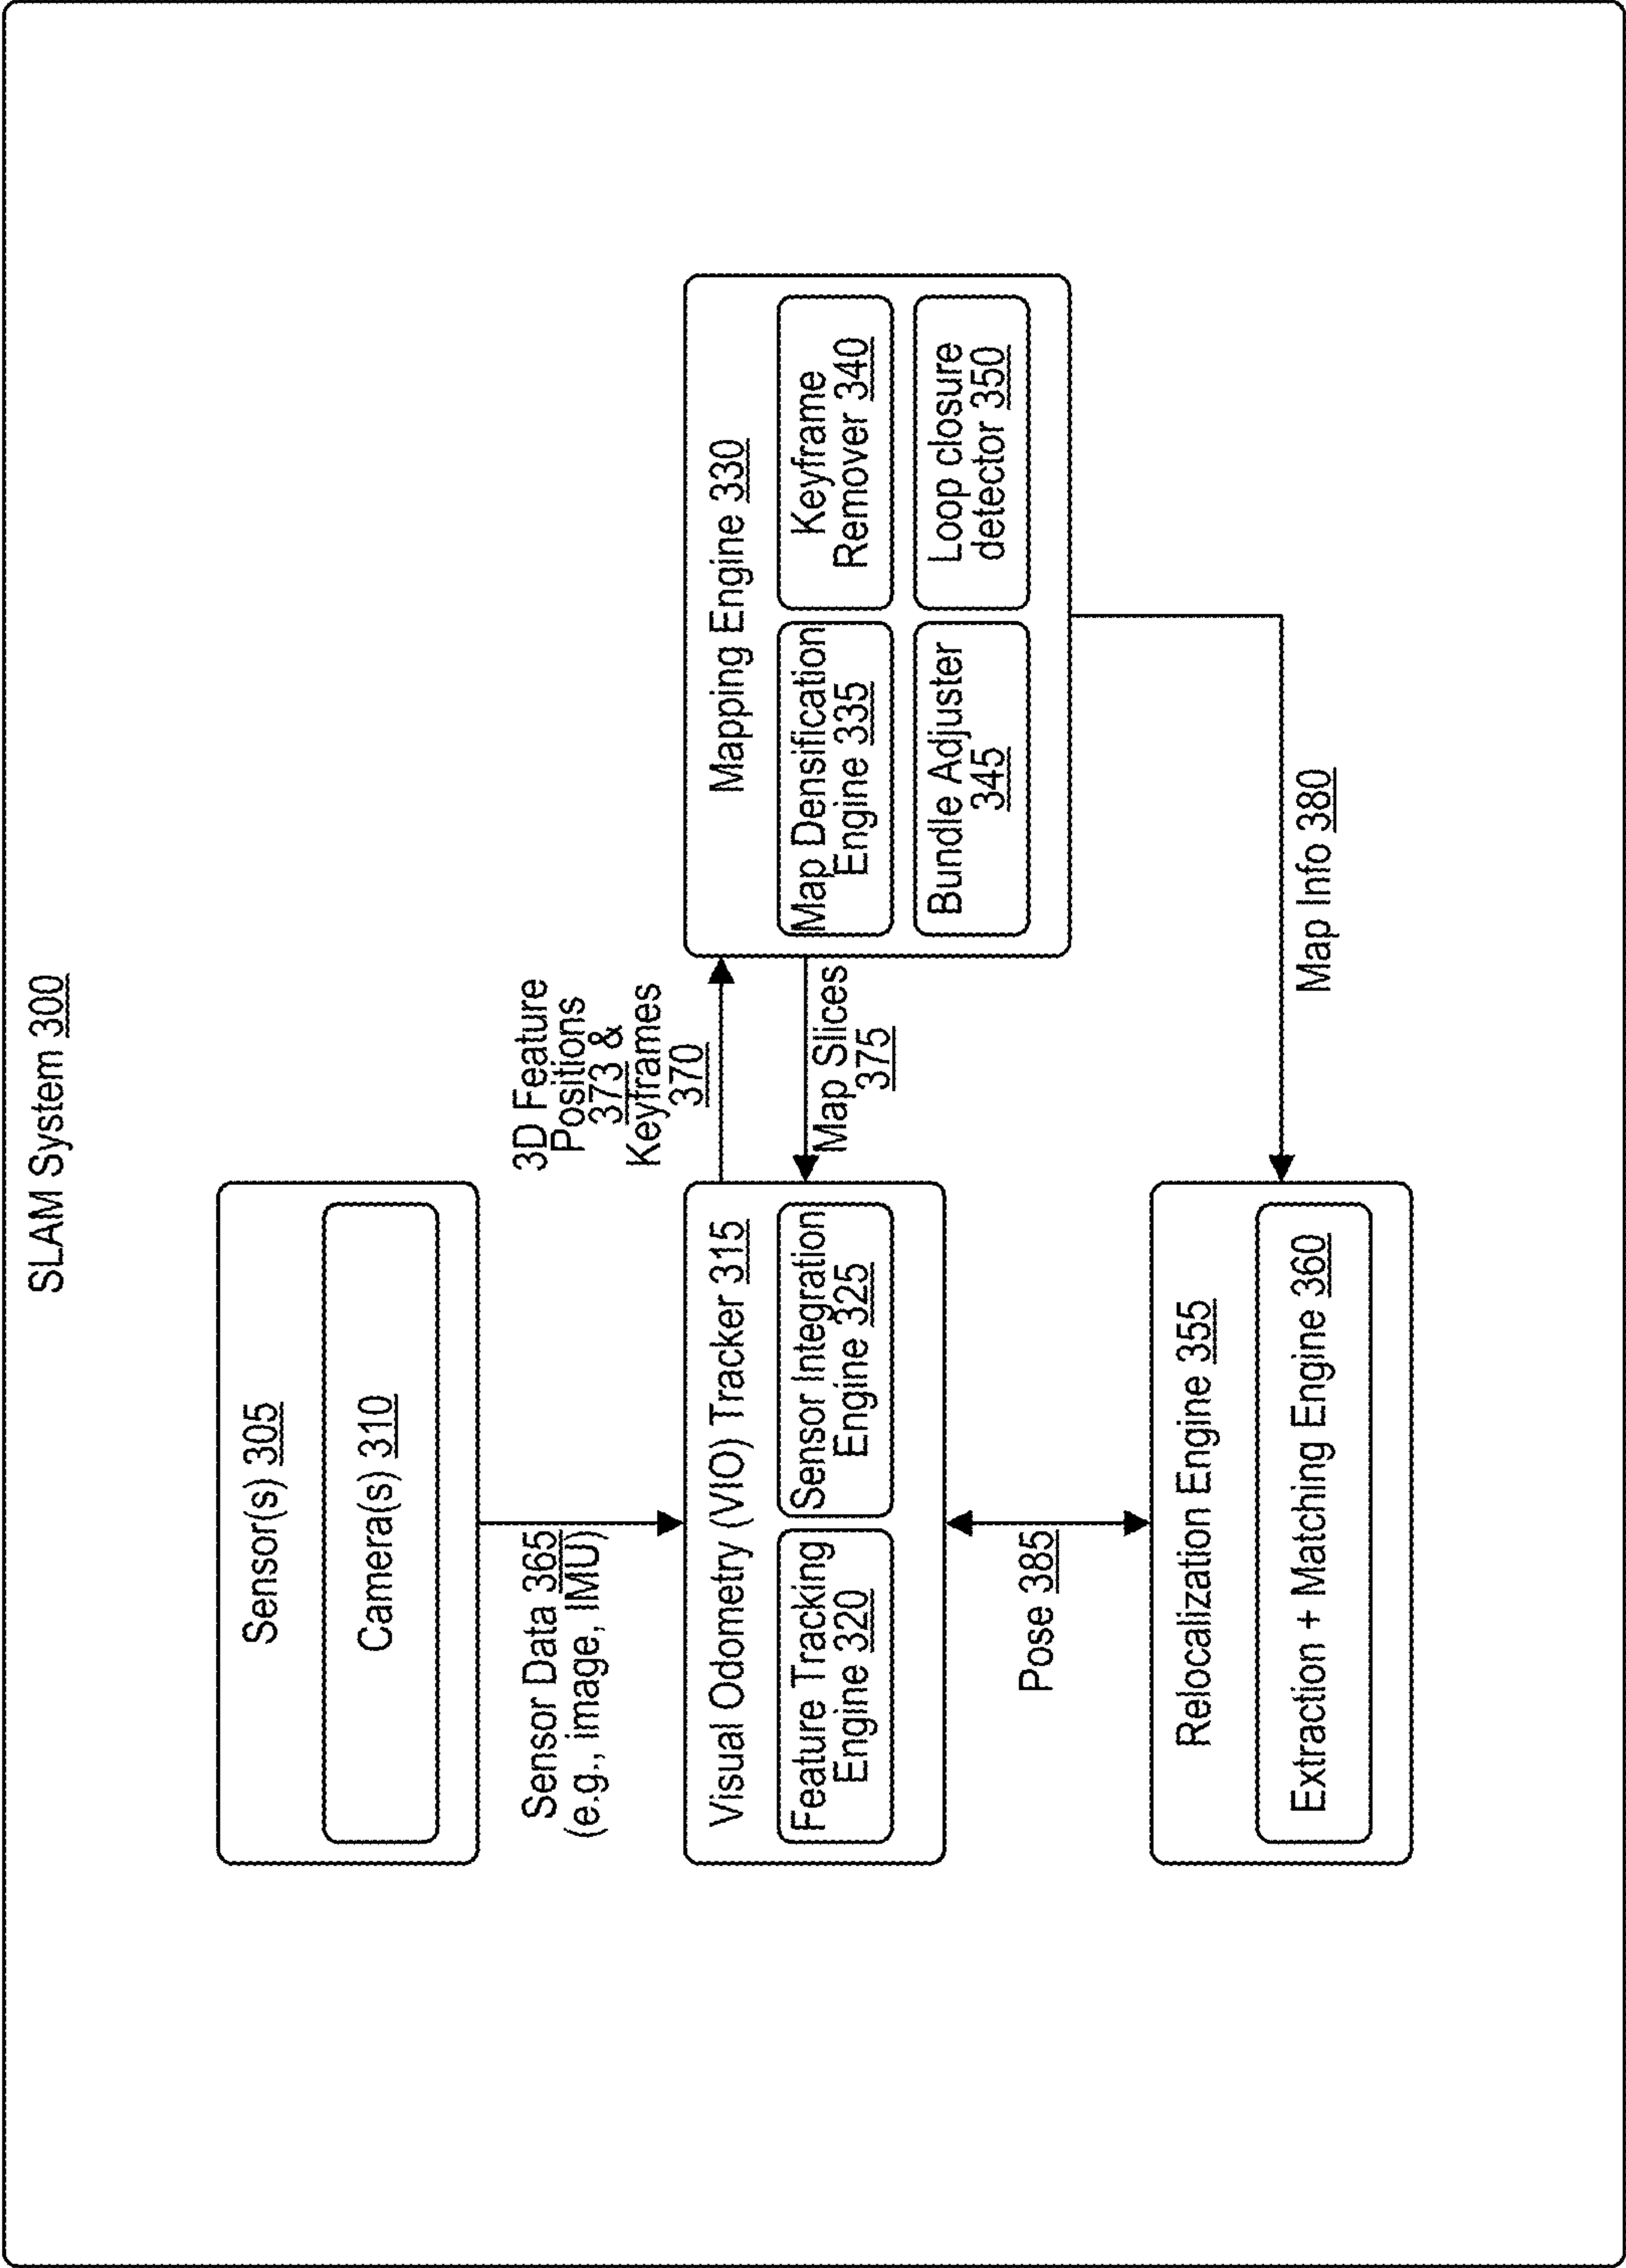 SLAM System 300
Sensor(s) 305
Camera(s) 310
Sensor Data 365
(e.g., image, IMU)
3D Feature
Positions
373 &
Keyframes
370
Visual Odometry (VIO) Tracker 315
Feature Tracking
Engine 320
Sensor Integration
Engine 325
Map Slices
375
Mapping Engine 330
Map Densification
Engine 335
Keyframe
Remover 340
Bundle Adjuster
345
Loop closure
detector 350
Pose 385
Map Info 380
Relocalization Engine 355
Extraction + Matching Engine 360